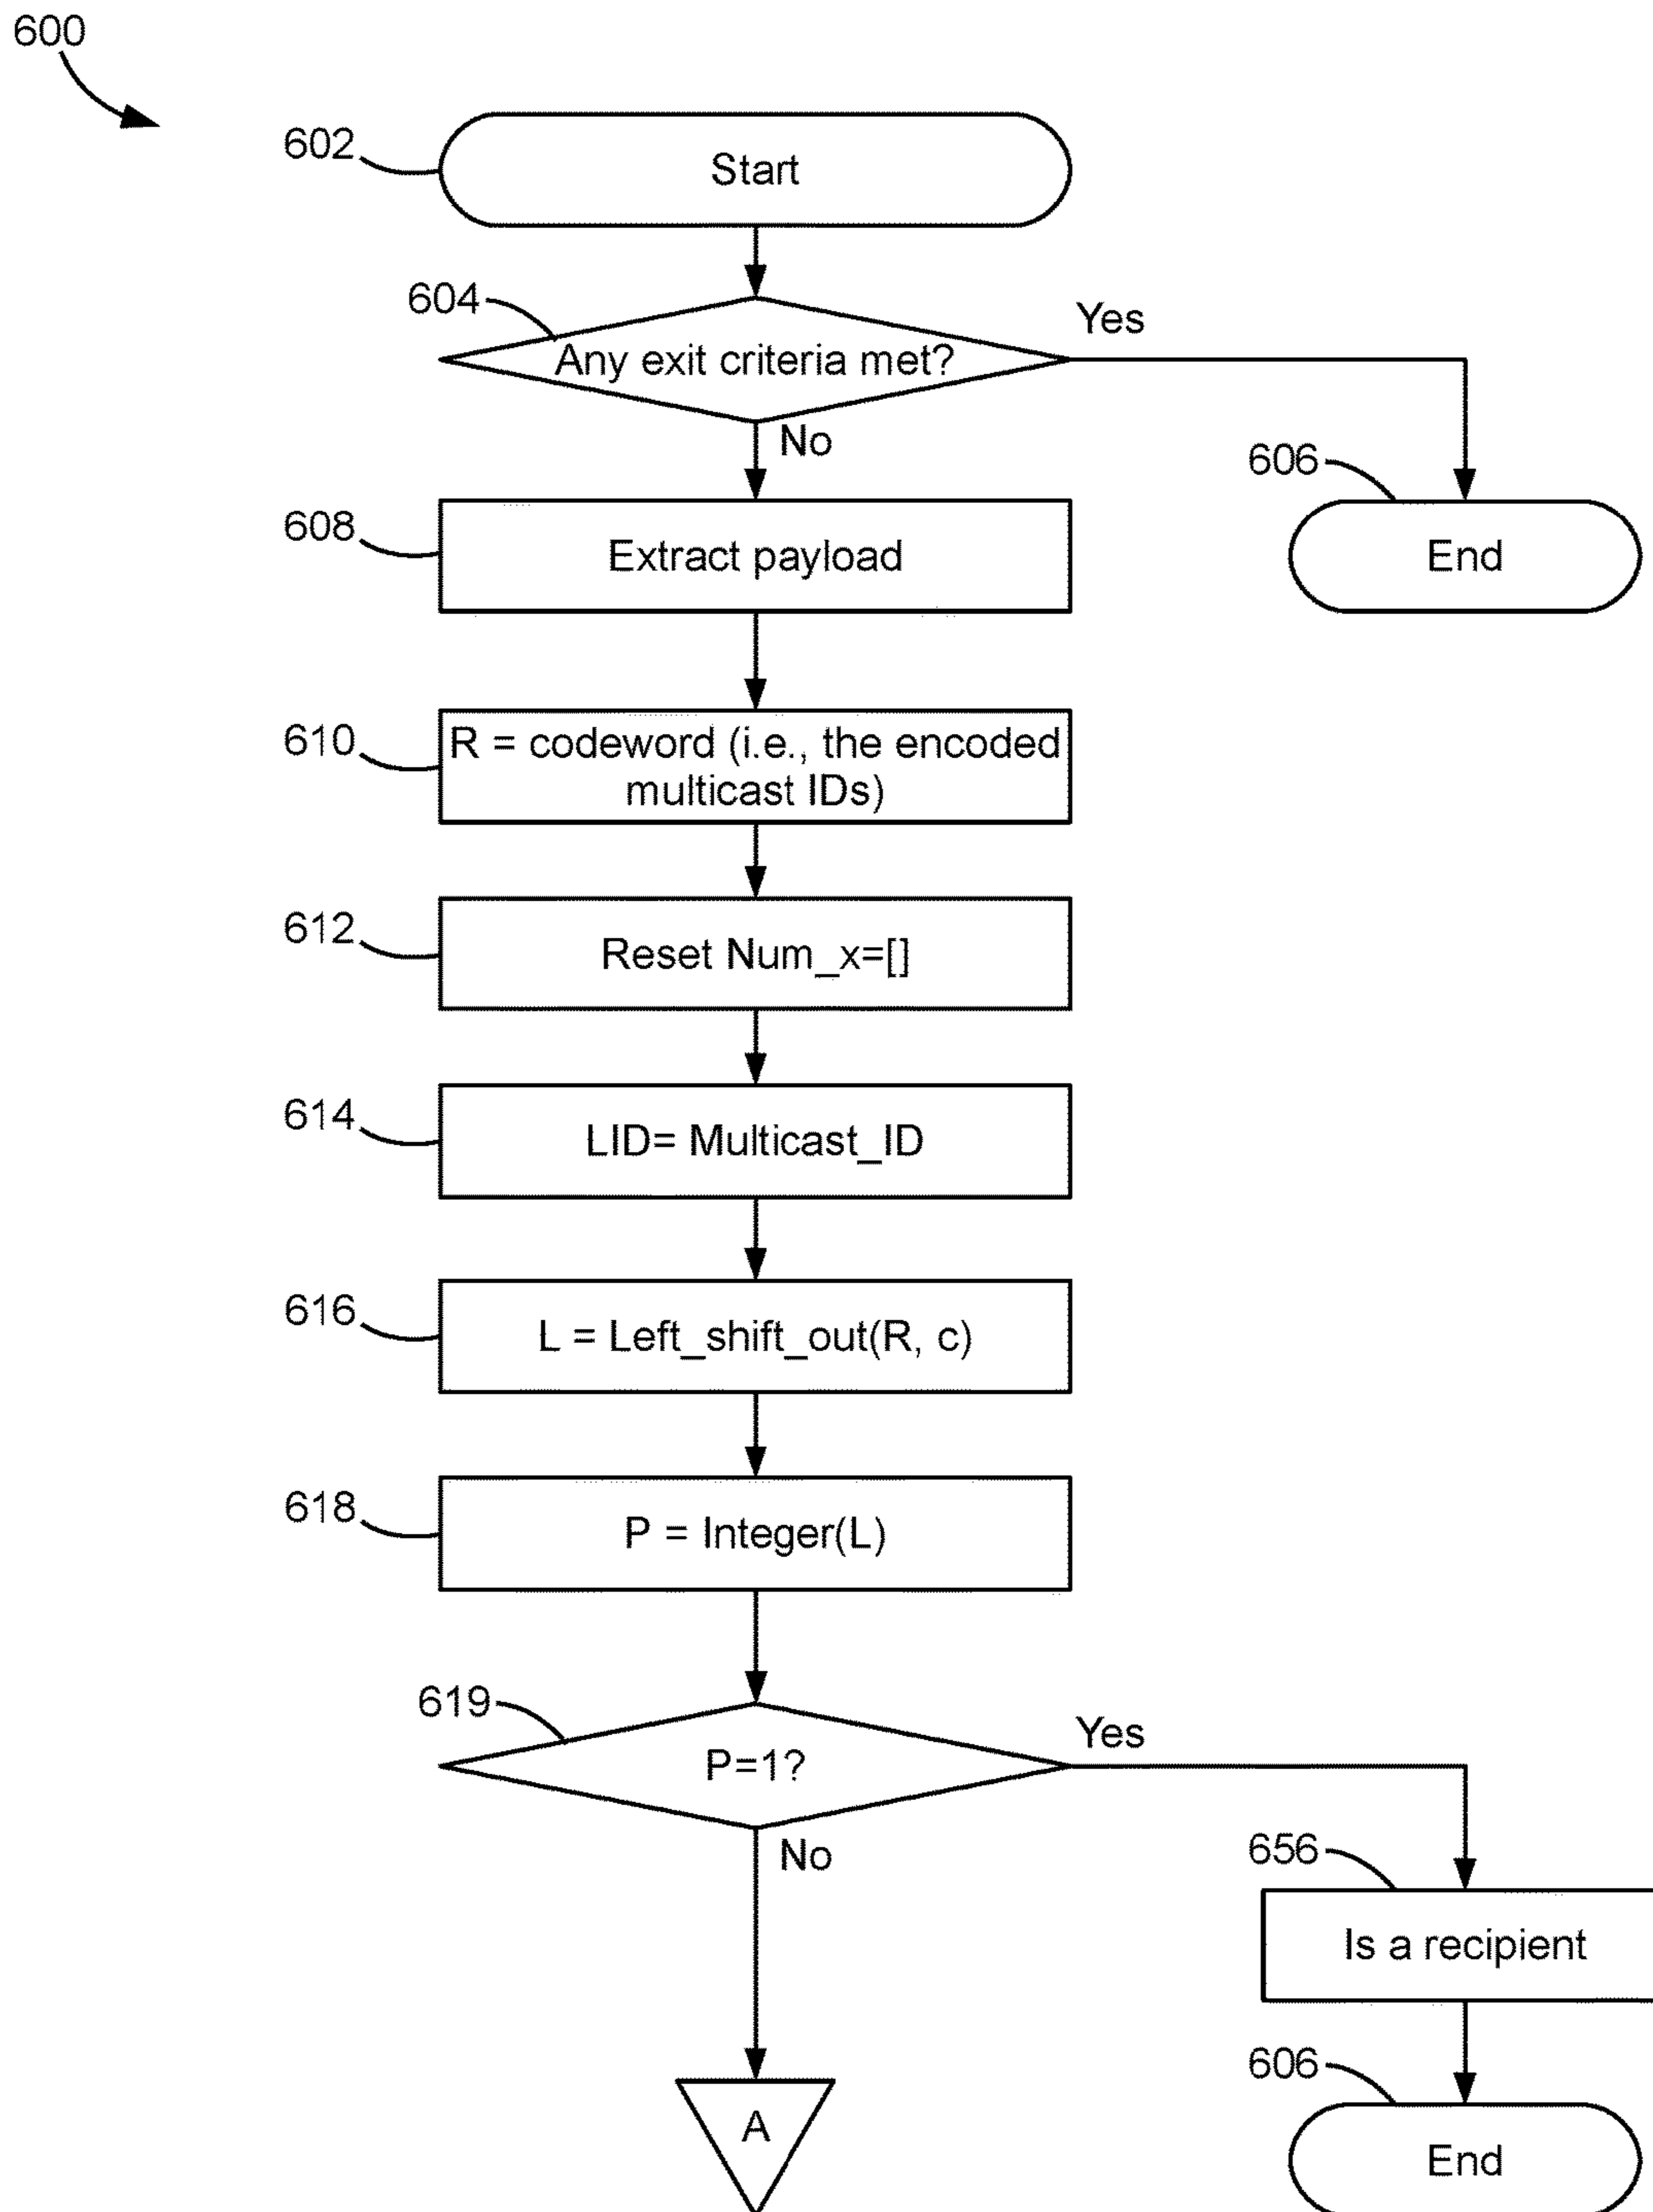 600
602
Start
604
Any exit criteria met?
Yes
No
606
End
608
Extract payload
610
R = codeword (i.e., the encoded
multicast IDs)
612
Reset Num_x=[]
614
LID= Multicast_ID
616
L = Left_shift_out(R, c)
618
P = Integer(L)
619
P=1?
Yes
No
656
Is a recipient
606
End
A